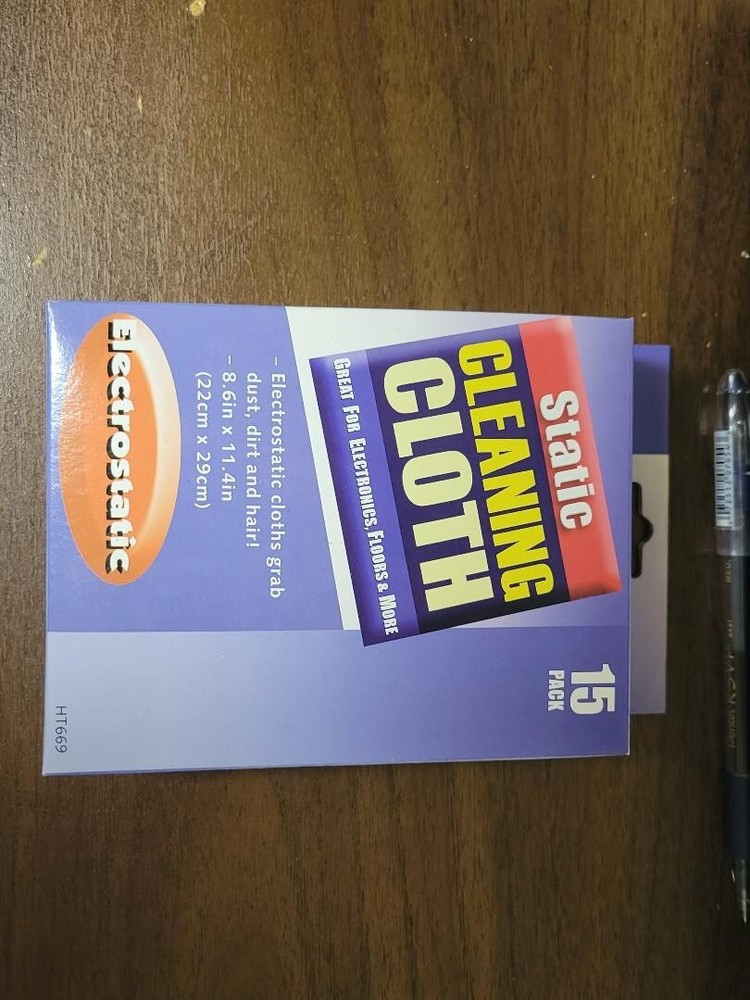 Static
CLEANING
CLOTH
GREAT FOR ELECTRONICS, FLOORS & MORE
15
PACK
- Electrostatic cloths grab
dust, dirt and hair!
- 8.6in x 11.4in
(22cm x 29cm)
Electrostatic
HT669